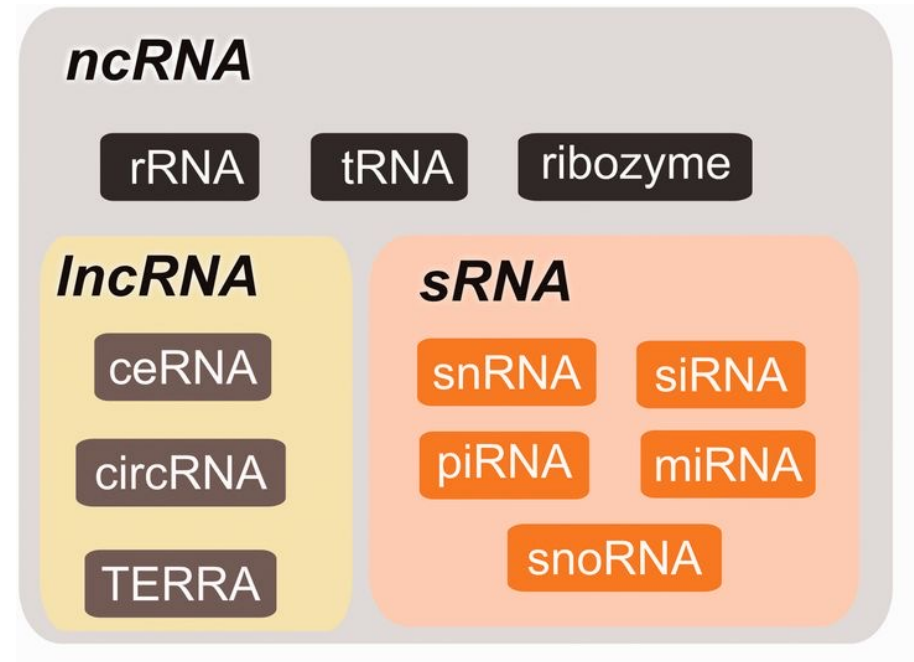 ncRNA
rRNA tRNA ribozyme
lncRNA
ceRNA
circRNA
TERRA
sRNA
snRNA siRNA
piRNA miRNA
snoRNA